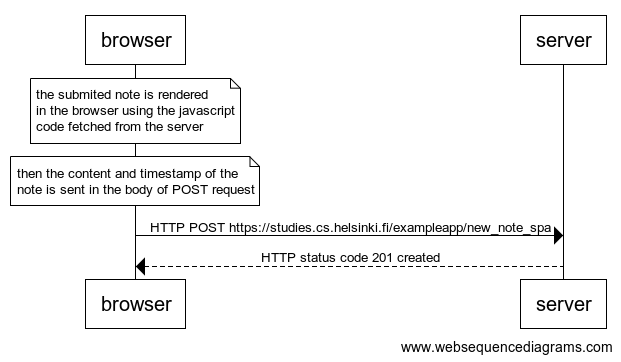 browser
server
the submited note is rendered
in the browser using the javascript
code fetched from the server
then the content and timestamp of the
note is sent in the body of POST request
HTTP POST https://studies.cs.helsinki.fi/exampleapp/new_note_spa
HTTP status code 201 created
browser
server
www.websequencediagrams.com